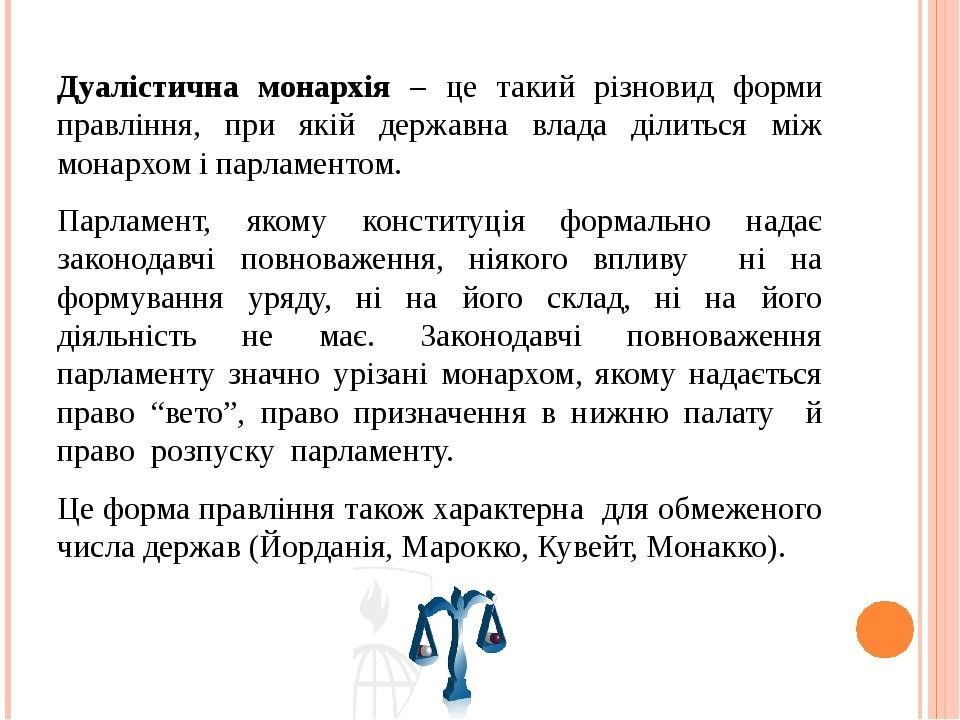 Дуалістична монархія – це такий різновид форми
правління, при якій державна влада ділиться між
монархом і парламентом.
Парламент, якому конституція формально надає
законодавчі повноваження, ніякого впливу ні на
формування уряду, ні на його склад, ні на його
діяльність не має. Законодавчі повноваження
парламенту значно урізані монархом, якому надається
право “вето”, право призначення в нижню палату й
право розпуску парламенту.
Це форма правління також характерна для обмеженого
числа держав (Йорданія, Марокко, Кувейт, Монакко).